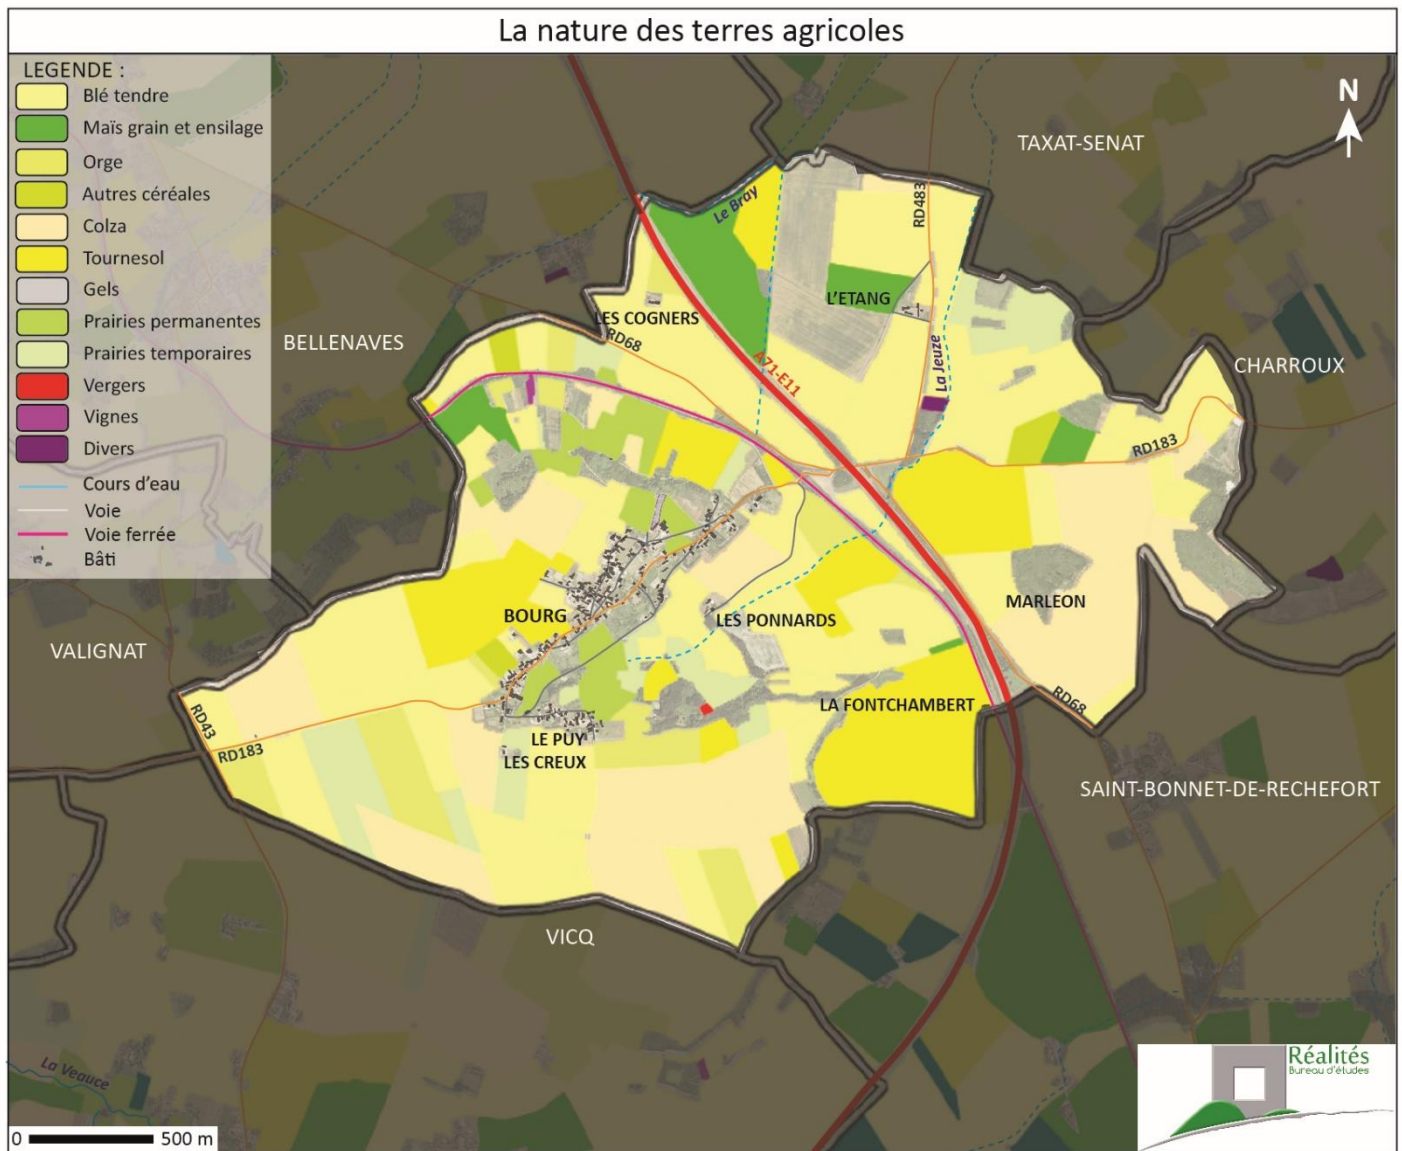 La nature des terres agricoles
LEGENDE :
Blé tendre
Maïs grain et ensilage
Orge
Autres céréales
Colza
Tournesol
Gels
Prairies permanentes
Prairies temporaires
Vergers
Vignes
Divers
Cours d'eau
Voie
Voie ferrée
Bâti
N
TAXAT-SENAT
RD483
Le Bray
L'ETANG
LES COGNERS
RD68
BELLENAVES
A71-E11
La Jeuze
CHARROUX
RD183
MARLEON
BOURG
LES PONNARDS
VALIGNAT
RD43
RD183
LA FONTCHAMBERT
RD68
LE PUY
LES CREUX
SAINT-BONNET-DE-RECHEFORT
VICQ
La Veauce
0 500 m
Réalités
Bureau d'études